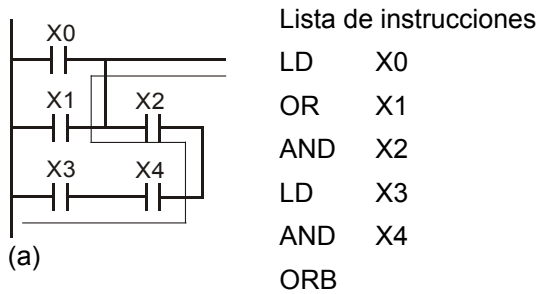 X0
X1 X2
X3 X4
(a)
Lista de instrucciones
LD X0
OR X1
AND X2
LD X3
AND X4
ORB